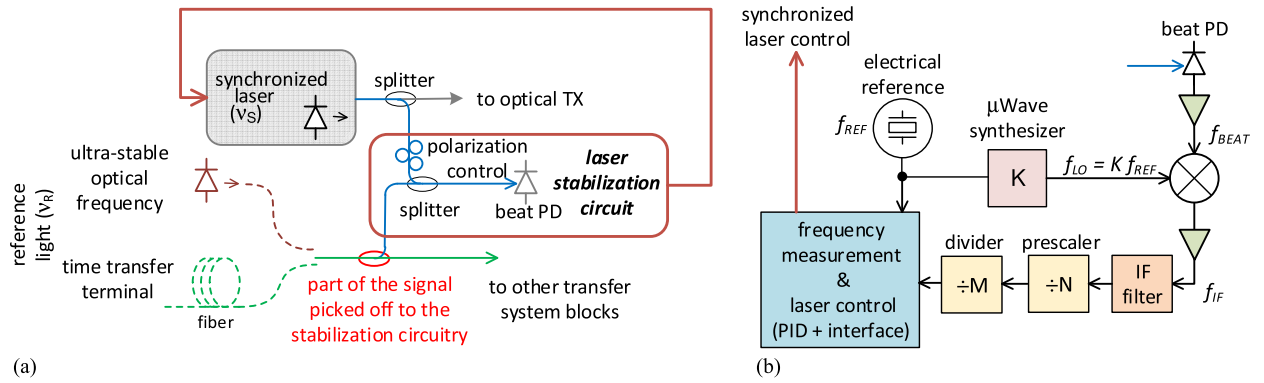 synchronized
laser
(νS)
splitter
to optical TX
polarization
control
laser
stabilization
circuit
splitter
beat PD
ultra-stable
optical
frequency
reference
light (νR)
time transfer
terminal
fiber
part of the signal
picked off to the
stabilization circuitry
to other transfer
system blocks
(a)
synchronized
laser control
electrical
reference
fREF
μWave
synthesizer
K
fLO = K fREF
beat PD
fBEAT
frequency
measurement
&
laser control
(PID + interface)
divider
÷M
prescaler
÷N
IF
filter
fIF
(b)